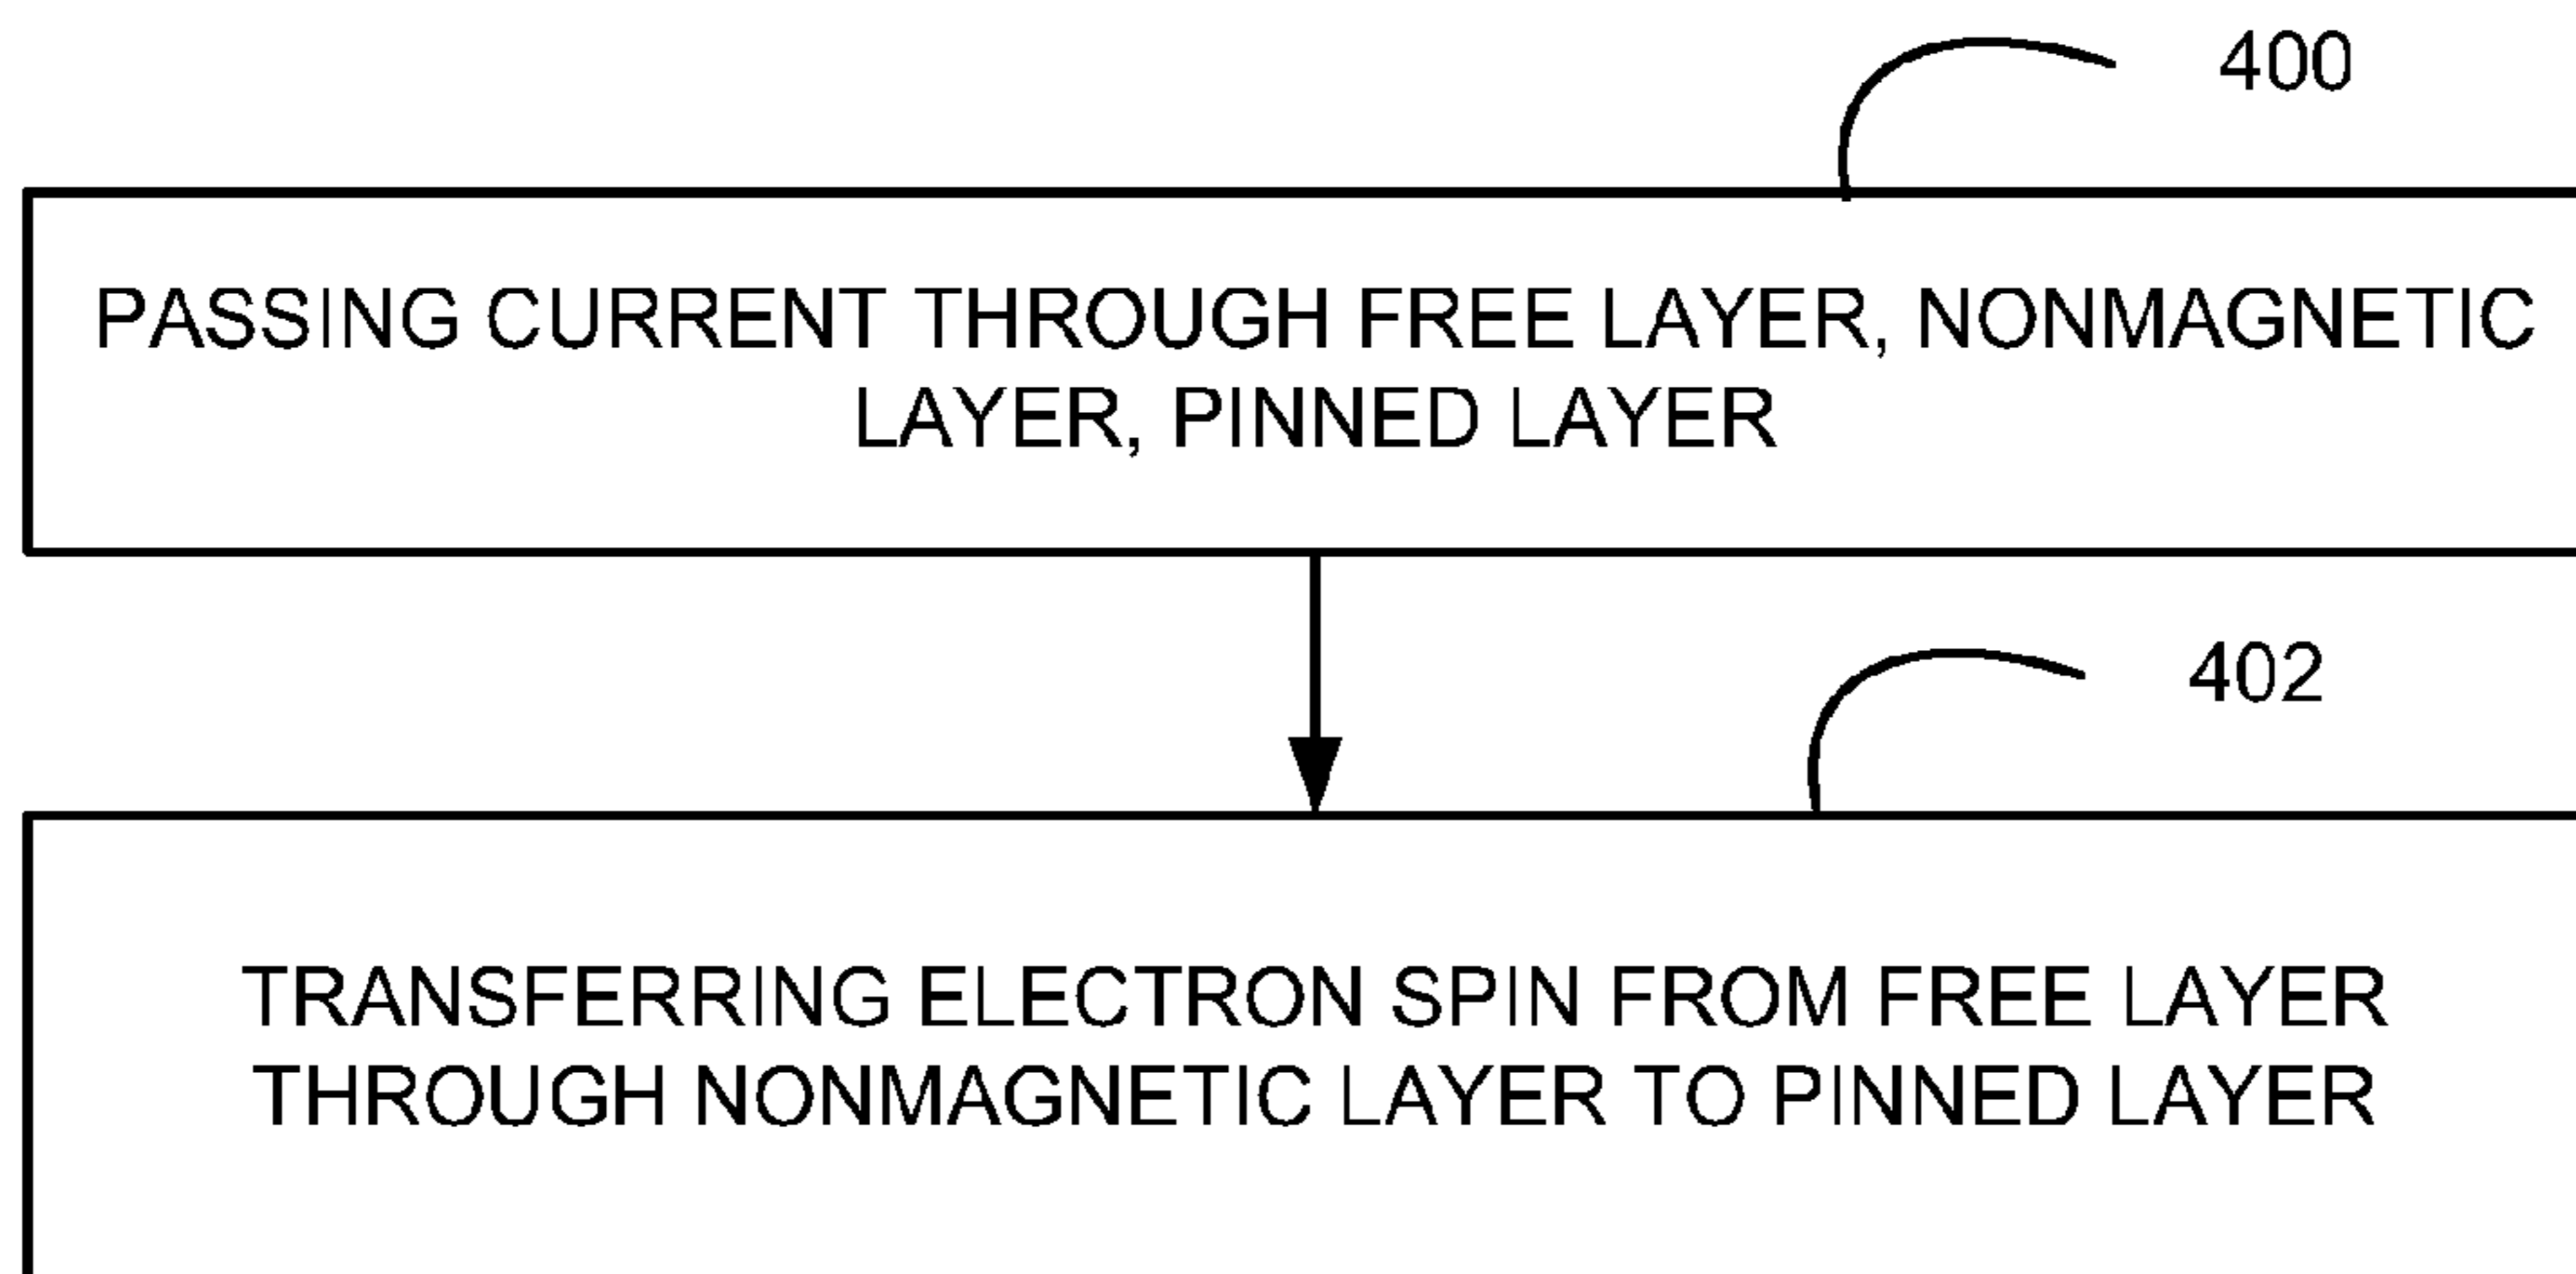 400
PASSING CURRENT THROUGH FREE LAYER, NONMAGNETIC
LAYER, PINNED LAYER
402
TRANSFERRING ELECTRON SPIN FROM FREE LAYER
THROUGH NONMAGNETIC LAYER TO PINNED LAYER